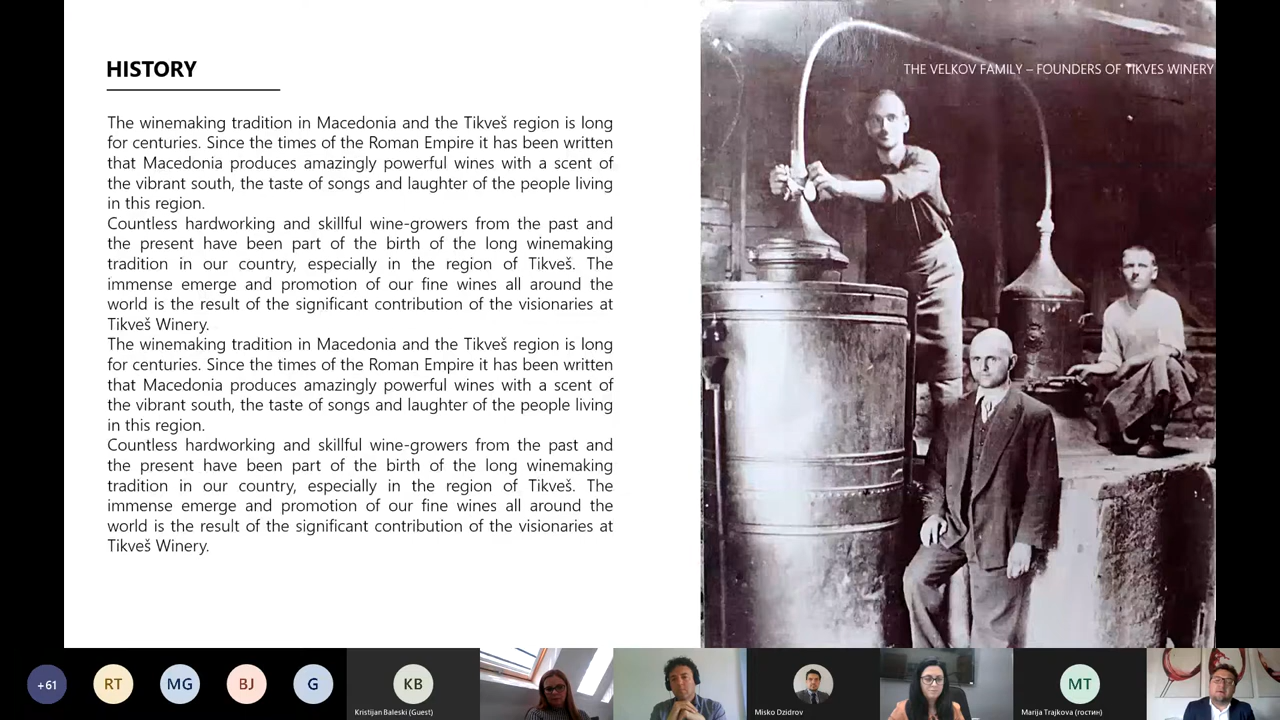 HISTORY
THE VELKOV FAMILY – FOUNDERS OF TIKVES WINERY
The winemaking tradition in Macedonia and the Tikveš region is long
for centuries. Since the times of the Roman Empire it has been written
that Macedonia produces amazingly powerful wines with a scent of
the vibrant south, the taste of songs and laughter of the people living
in this region.
Countless hardworking and skillful wine-growers from the past and
the present have been part of the birth of the long winemaking
tradition in our country, especially in the region of Tikveš. The
immense emerge and promotion of our fine wines all around the
world is the result of the significant contribution of the visionaries at
Tikveš Winery.
The winemaking tradition in Macedonia and the Tikveš region is long
for centuries. Since the times of the Roman Empire it has been written
that Macedonia produces amazingly powerful wines with a scent of
the vibrant south, the taste of songs and laughter of the people living
in this region.
Countless hardworking and skillful wine-growers from the past and
the present have been part of the birth of the long winemaking
tradition in our country, especially in the region of Tikveš. The
immense emerge and promotion of our fine wines all around the
world is the result of the significant contribution of the visionaries at
Tikveš Winery.
+61
RT
MG
BJ
G
KB
Kristijan Baleski (Guest)
Misko Dzidrov
MT
Marija Trajkova (гостин)